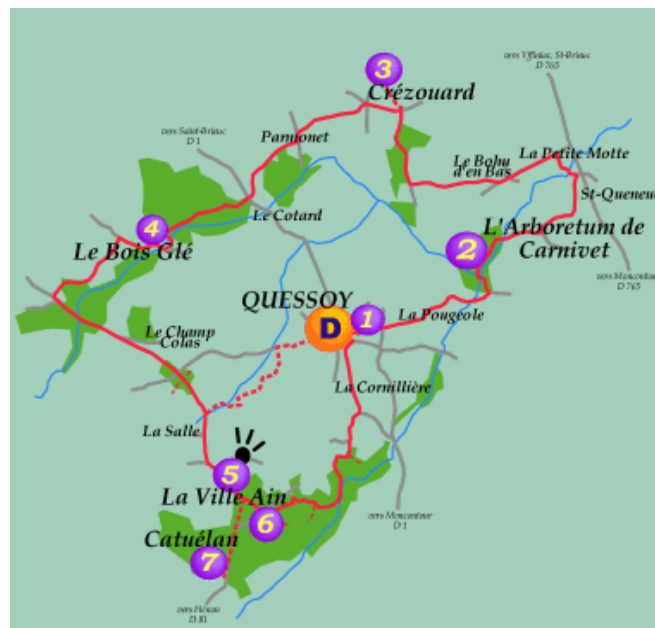 vers Yffiniac, St-Brieuc
D 765
3
Crézouard
vers Saint-Brieuc
D 1
Pannonet
La Petite Motte
Le Bohu
d'en Bas
St-Queneu
Le Cotard
4
Le Bois Glé
2
L'Arboretum de
Carnivet
vers Moncontour
D 765
QUESSOY
D
1
La Pougeole
Le Champ
Colas
La Cornillière
La Salle
5
La Ville Ain
6
vers Moncontour
D 1
Catuélan
7
vers Hénon
D 81